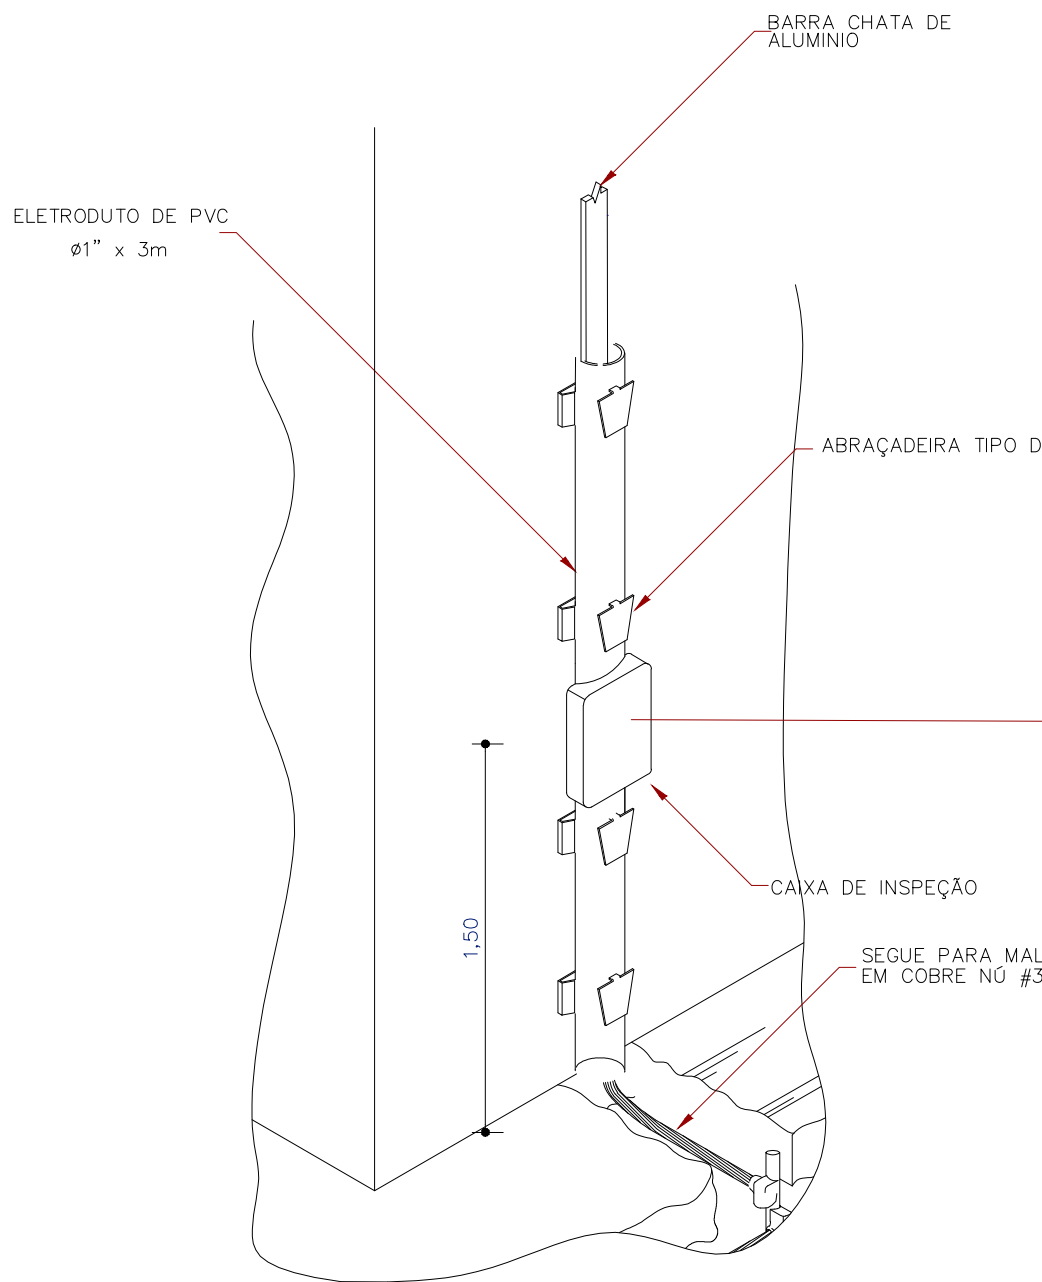 BARRA CHATA DE
ALUMINIO
ELETRODUTO DE PVC
ø1” x 3m
ABRAÇADEIRA TIPO D
CAIXA DE INSPEÇÃO
1,50
SEGUE PARA MAL
EM COBRE NÚ #3